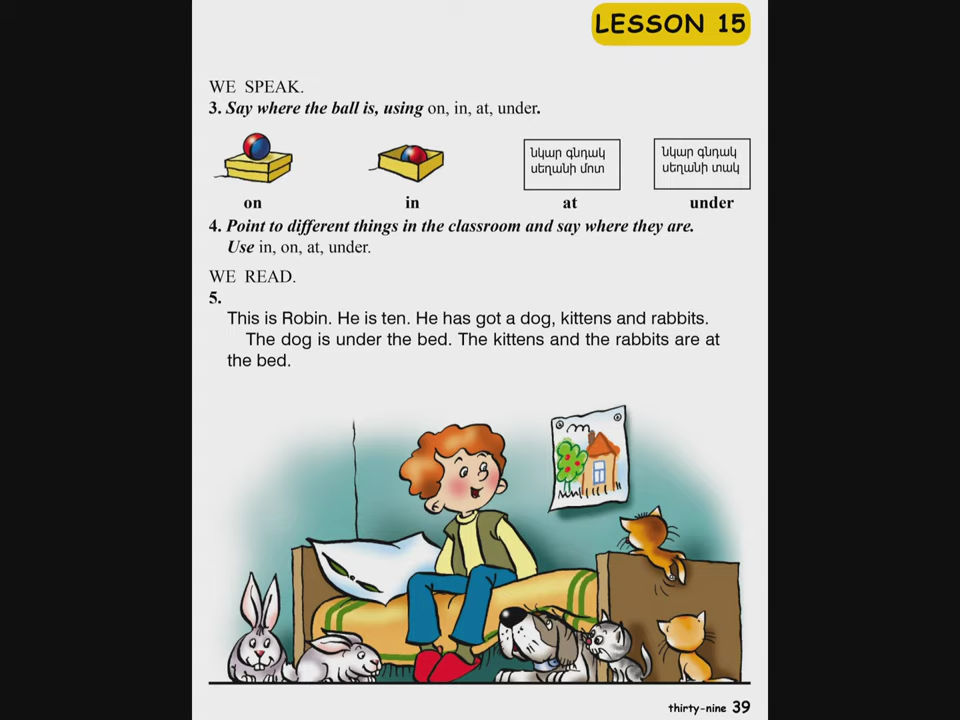 LESSON 15
WE SPEAK.
3. Say where the ball is, using on, in, at, under.
նկար գնդակ
սեղանի մոտ
նկար գնդակ
սեղանի տակ
on in at under
4. Point to different things in the classroom and say where they are.
Use in, on, at, under.
WE READ.
5.
This is Robin. He is ten. He has got a dog, kittens and rabbits.
The dog is under the bed. The kittens and the rabbits are at
the bed.
thirty-nine 39